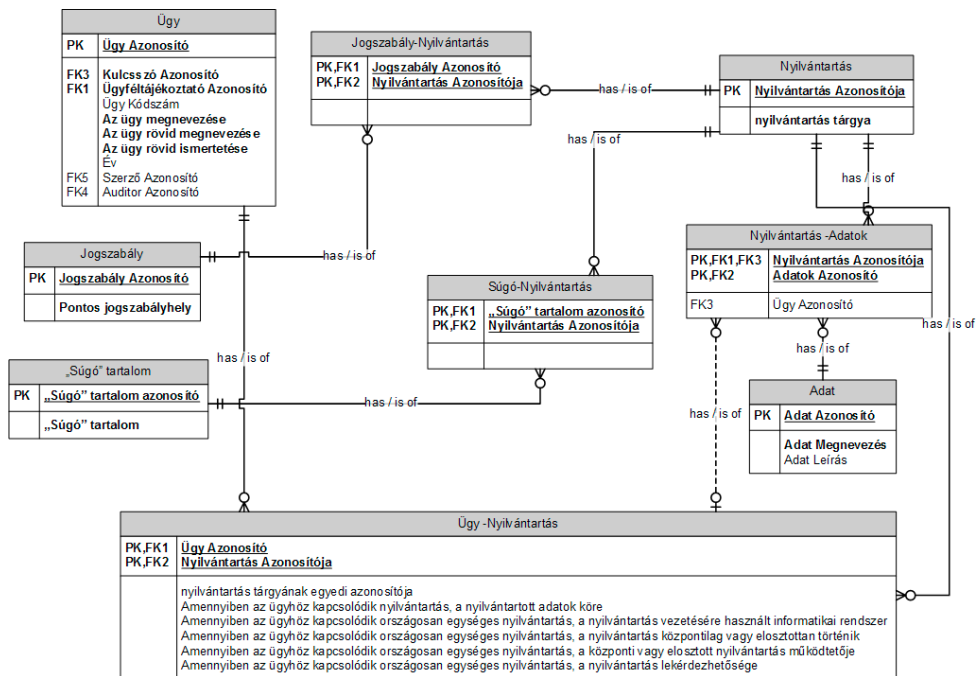 Ügy
PK Ügy Azonosító
FK3 Kulcsszó Azonosító
FK1 Ügyféltájékoztató Azonosító
Ügy Kódszám
Az ügy megnevezése
Az ügy rövid megnevezése
Az ügy rövid ismertetése
Év
FK5 Szerző Azonosító
FK4 Auditor Azonosító
Jogszabály-Nyilvántartás
PK,FK1 Jogszabály Azonosító
PK,FK2 Nyilvántartás Azonosítója
has / is of
Nyilvántartás
PK Nyilvántartás Azonosítója
nyilvántartás tárgya
has / is of
has / is of
Jogszabály
PK Jogszabály Azonosító
Pontos jogszabályhely
has / is of
Nyilvántartás -Adatok
PK,FK1,FK3 Nyilvántartás Azonosítója
PK,FK2 Adatok Azonosító
FK3 Ügy Azonosító
Súgó-Nyilvántartás
PK,FK1 „Súgó” tartalom azonosító
PK,FK2 Nyilvántartás Azonosítója
has / is of
has / is of
has / is of
„Súgó” tartalom
PK „Súgó” tartalom azonosító
„Súgó” tartalom
has / is of
has / is of
Adat
PK Adat Azonosító
Adat Megnevezés
Adat Leírás
Ügy -Nyilvántartás
PK,FK1 Ügy Azonosító
PK,FK2 Nyilvántartás Azonosítója
nyilvántartás tárgyának egyedi azonosítója
Amennyiben az ügyhöz kapcsolódik nyilvántartás, a nyilvántartott adatok köre
Amennyiben az ügyhöz kapcsolódik országosan egységes nyilvántartás, a nyilvántartás vezetésére használt informatikai rendszer
Amennyiben az ügyhöz kapcsolódik országosan egységes nyilvántartás, a nyilvántartás központilag vagy elosztottan történik
Amennyiben az ügyhöz kapcsolódik országosan egységes nyilvántartás, a központi vagy elosztott nyilvántartás működtetője
Amennyiben az ügyhöz kapcsolódik országosan egységes nyilvántartás, a nyilvántartás lekérdezhetősége